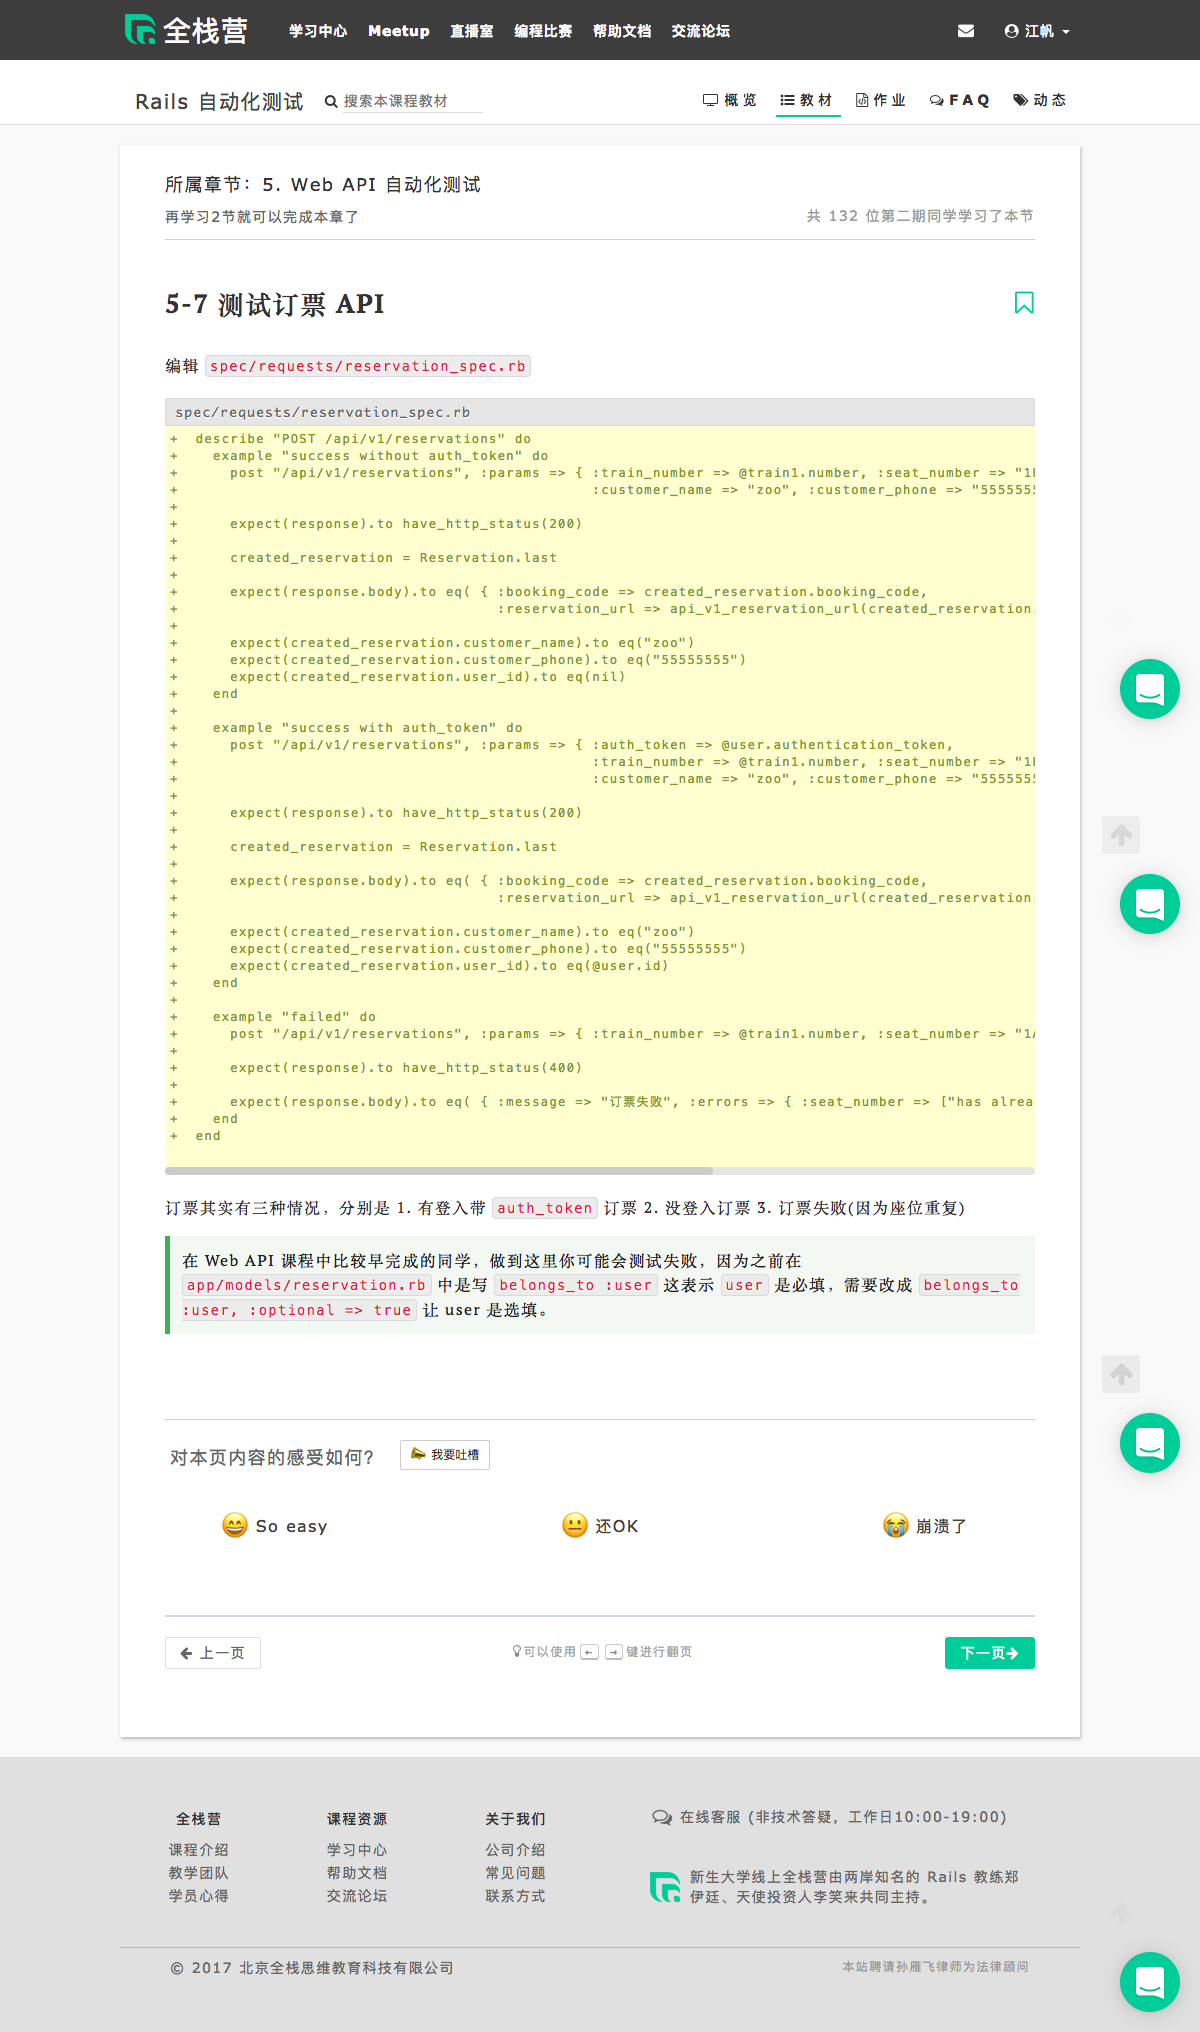 全栈营 学习中心 Meetup 直播室 编程比赛 帮助文档 交流论坛 江帆
Rails 自动化测试 搜索本课程教材 概览 教材 作业 FAQ 动态
所属章节：5. Web API 自动化测试
再学习2节就可以完成本章了 共 132 位第二期同学学习了本节
5-7 测试订票 API
编辑 spec/requests/reservation_spec.rb
spec/requests/reservation_spec.rb
+  describe "POST /api/v1/reservations" do
+    example "success without auth_token" do
+      post "/api/v1/reservations", :params => { :train_number => @train1.number, :seat_number => "1
+                                                :customer_name => "zoo", :customer_phone => "5555555
+
+      expect(response).to have_http_status(200)
+
+      created_reservation = Reservation.last
+
+      expect(response.body).to eq( { :booking_code => created_reservation.booking_code,
+                                     :reservation_url => api_v1_reservation_url(created_reservation.
+
+      expect(created_reservation.customer_name).to eq("zoo")
+      expect(created_reservation.customer_phone).to eq("55555555")
+      expect(created_reservation.user_id).to eq(nil)
+    end
+
+    example "success with auth_token" do
+      post "/api/v1/reservations", :params => { :auth_token => @user.authentication_token,
+                                                :train_number => @train1.number, :seat_number => "1
+                                                :customer_name => "zoo", :customer_phone => "5555555
+
+      expect(response).to have_http_status(200)
+
+      created_reservation = Reservation.last
+
+      expect(response.body).to eq( { :booking_code => created_reservation.booking_code,
+                                     :reservation_url => api_v1_reservation_url(created_reservation.
+
+      expect(created_reservation.customer_name).to eq("zoo")
+      expect(created_reservation.customer_phone).to eq("55555555")
+      expect(created_reservation.user_id).to eq(@user.id)
+    end
+
+    example "failed" do
+      post "/api/v1/reservations", :params => { :train_number => @train1.number, :seat_number => "1A
+
+      expect(response).to have_http_status(400)
+
+      expect(response.body).to eq( { :message => "订票失败", :errors => { :seat_number => ["has alrea
+    end
+  end
订票其实有三种情况，分别是 1. 有登入带 auth_token 订票 2. 没登入订票 3. 订票失败(因为座位重复)
在 Web API 课程中比较早完成的同学，做到这里你可能会测试失败，因为之前在
app/models/reservation.rb 中是写 belongs_to :user 这表示 user 是必填，需要改成 belongs_to
:user, :optional => true 让 user 是选填。
对本页内容的感受如何? 我要吐槽
So easy 还OK 崩溃了
上一页 可以使用 ← → 键进行翻页 下一页
全栈营 课程资源 关于我们 在线客服 (非技术答疑，工作日10:00-19:00)
课程介绍 学习中心 公司介绍
教学团队 帮助文档 常见问题 新生大学线上全栈营由两岸知名的 Rails 教练郑
学员心得 交流论坛 联系方式 伊廷、天使投资人李笑来共同主持。
© 2017 北京全栈思维教育科技有限公司 本站聘请孙雁飞律师为法律顾问